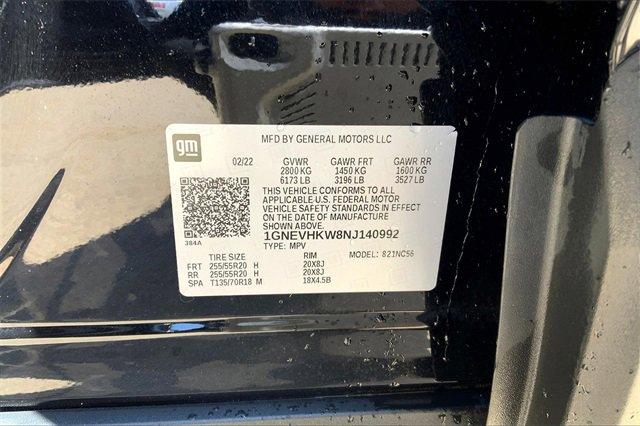 gm
MFD BY GENERAL MOTORS LLC
02/22 GVWR GAWR FRT GAWR RR
2800 KG 1450 KG 1600 KG
6173 LB 3196 LB 3527 LB
THIS VEHICLE CONFORMS TO ALL
APPLICABLE U.S. FEDERAL MOTOR
VEHICLE SAFETY STANDARDS IN EFFECT
ON THE DATE OF MANUFACTURE
SHOWN ABOVE.
384A
1GNEVHKW8NJ140992
TYPE: MPV
MODEL: 821NC56
TIRE SIZE RIM
FRT 255/55R20 H 20X8J
RR 255/55R20 H 20X8J
SPA T135/70R18 M 18X4.5B